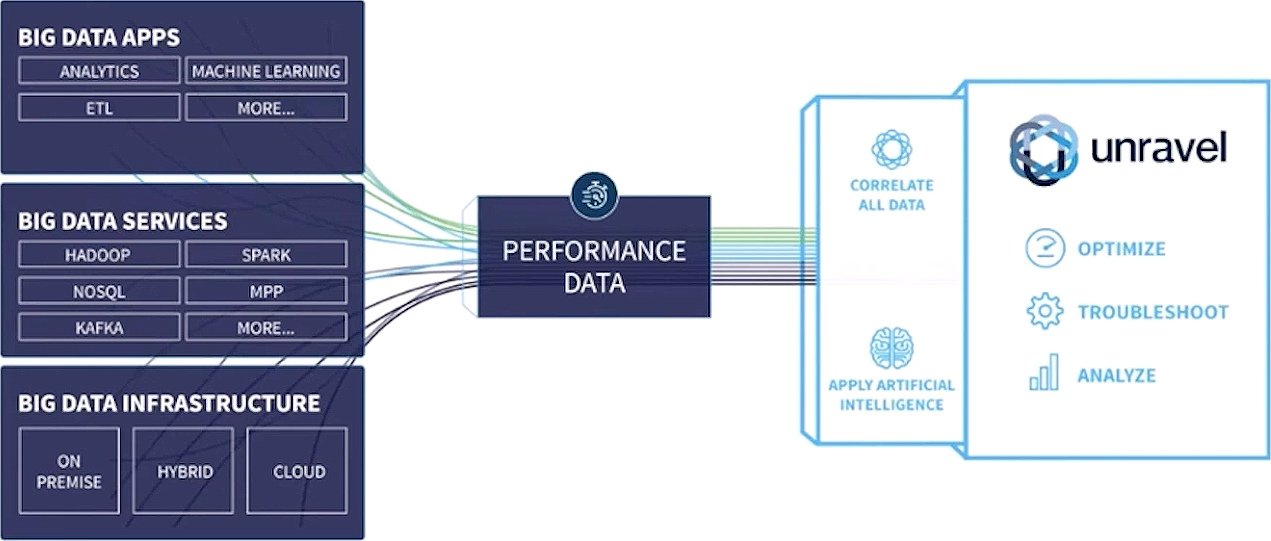 BIG DATA APPS
ANALYTICS
MACHINE LEARNING
ETL
MORE...
BIG DATA SERVICES
HADOOP
SPARK
NOSQL
MPP
KAFKA
MORE...
BIG DATA INFRASTRUCTURE
ON
PREMISE
HYBRID
CLOUD
PERFORMANCE
DATA
CORRELATE
ALL DATA
APPLY ARTIFICIAL
INTELLIGENCE
unravel
OPTIMIZE
TROUBLESHOOT
ANALYZE